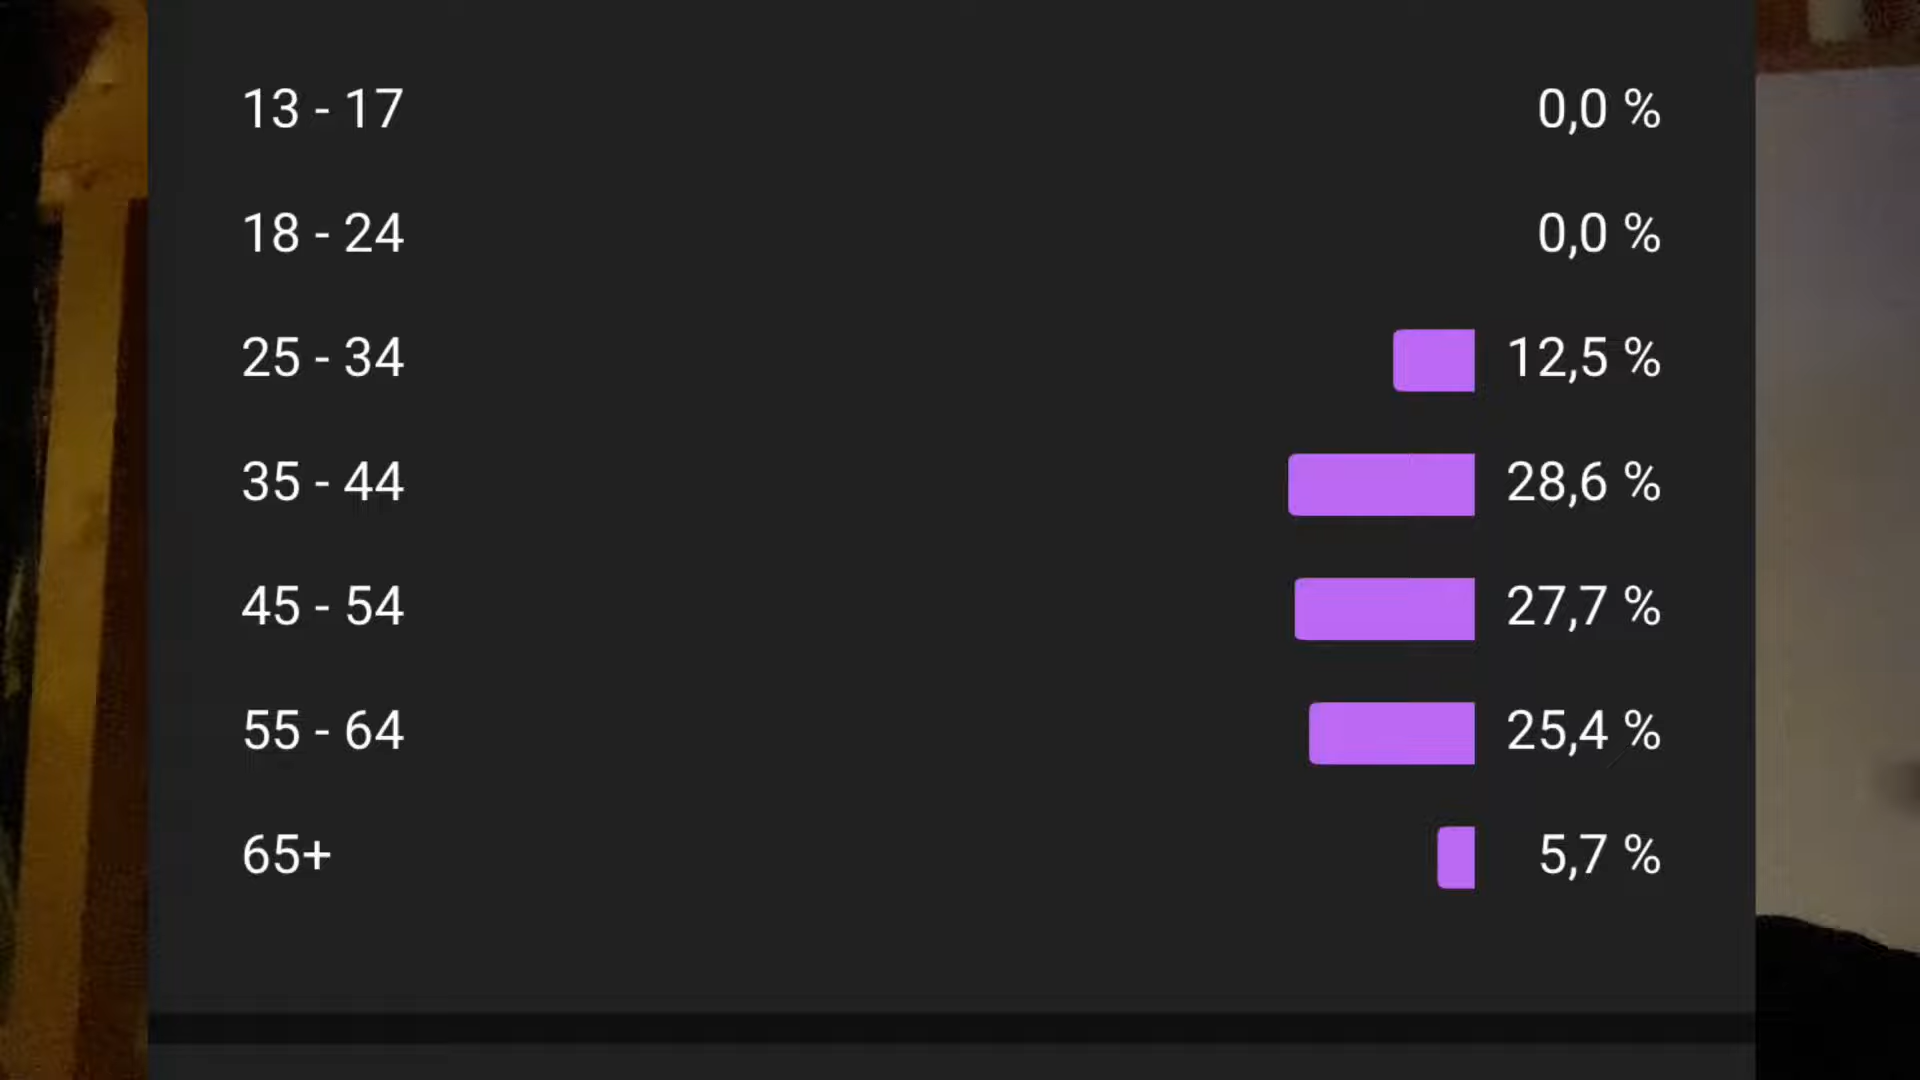 13 - 17 0,0 %
18 - 24 0,0 %
25 - 34 12,5 %
35 - 44 28,6 %
45 - 54 27,7 %
55 - 64 25,4 %
65+ 5,7 %